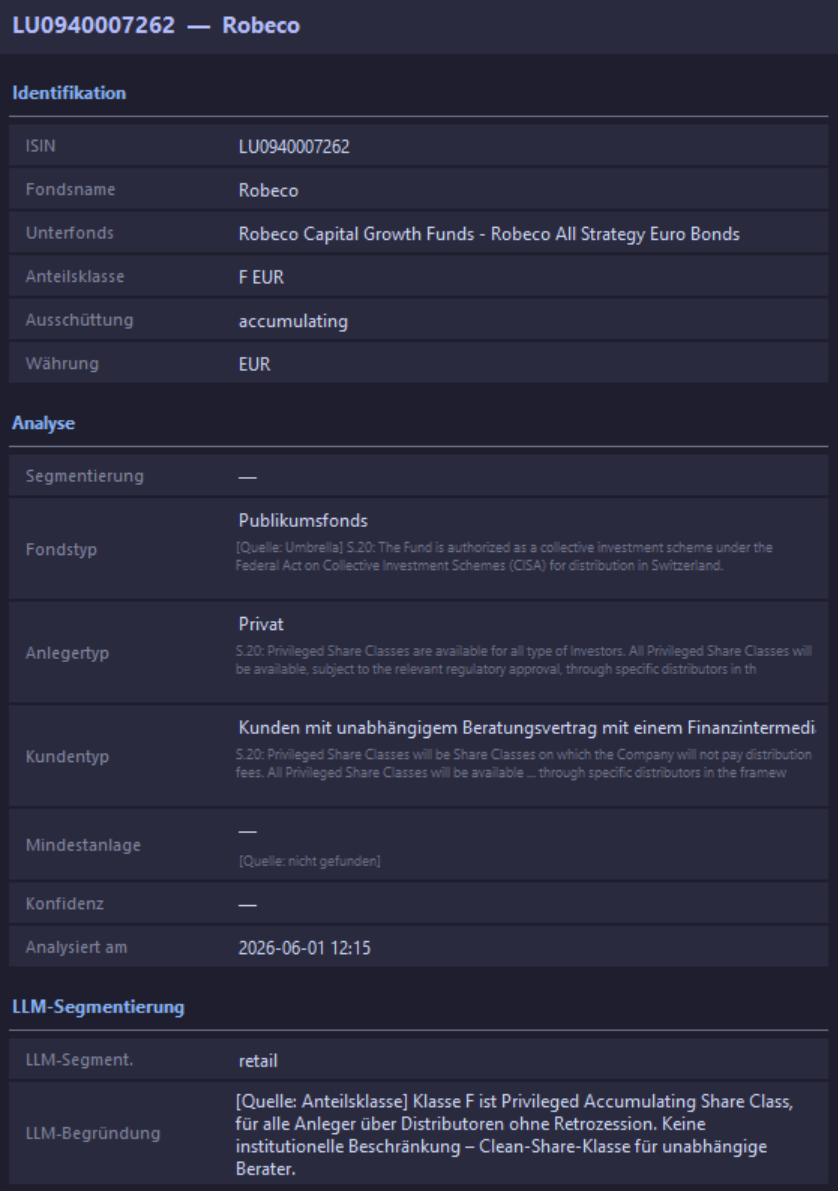 LU0940007262 — Robeco
Identifikation
ISIN LU0940007262
Fondsname Robeco
Unterfonds Robeco Capital Growth Funds - Robeco All Strategy Euro Bonds
Anteilsklasse F EUR
Ausschüttung accumulating
Währung EUR
Analyse
Segmentierung —
Fondstyp Publikumsfonds
[Quelle: Umbrella] S.20: The Fund is authorized as a collective investment scheme under the
Federal Act on Collective Investment Schemes (CISA) for distribution in Switzerland.
Anlegertyp Privat
S.20: Privileged Share Classes are available for all type of Investors. All Privileged Share Classes will
be available, subject to the relevant regulatory approval, through specific distributors in th
Kundentyp Kunden mit unabhängigem Beratungsvertrag mit einem Finanzintermedi
S.20: Privileged Share Classes will be Share Classes on which the Company will not pay distribution
fees. All Privileged Share Classes will be available ... through specific distributors in the framew
Mindestanlage —
[Quelle: nicht gefunden]
Konfidenz —
Analysiert am 2026-06-01 12:15
LLM-Segmentierung
LLM-Segment. retail
LLM-Begründung [Quelle: Anteilsklasse] Klasse F ist Privileged Accumulating Share Class,
für alle Anleger über Distributoren ohne Retrozession. Keine
institutionelle Beschränkung – Clean-Share-Klasse für unabhängige
Berater.